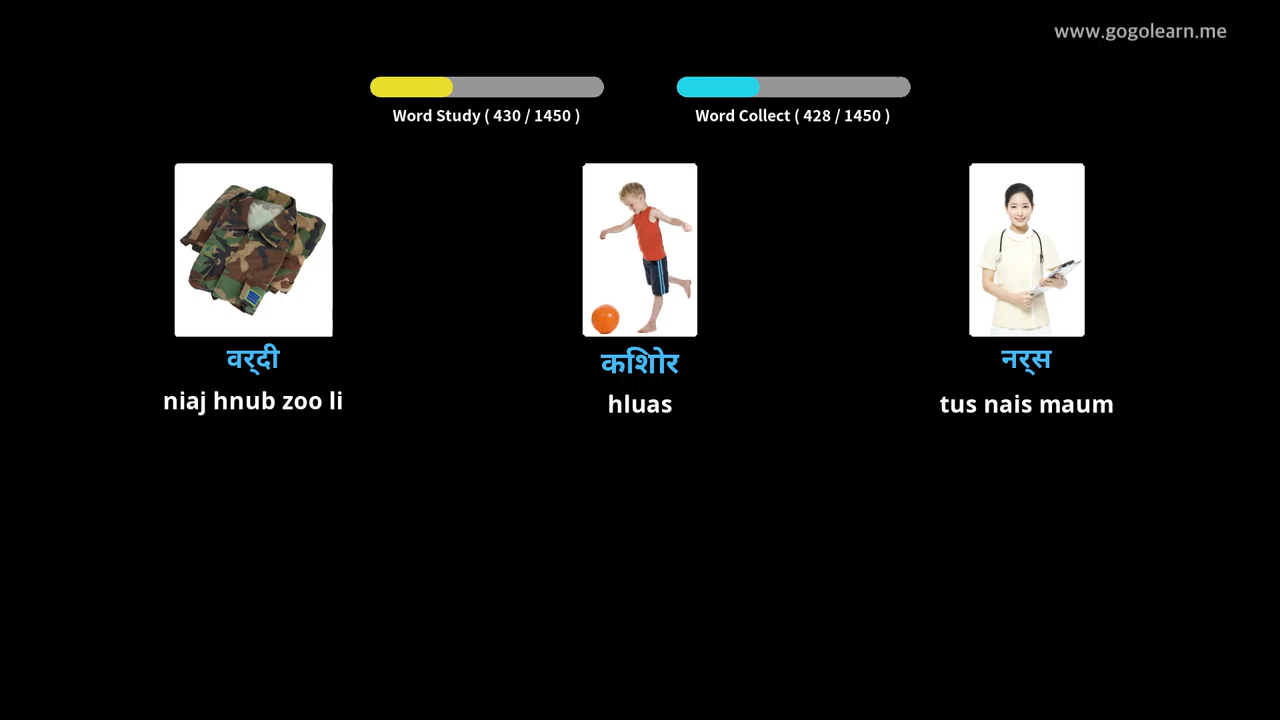 www.gogolearn.me
Word Study ( 430 / 1450 )
Word Collect ( 428 / 1450 )
वर्दी
किशोर
नर्स
niaj hnub zoo li
hluas
tus nais maum